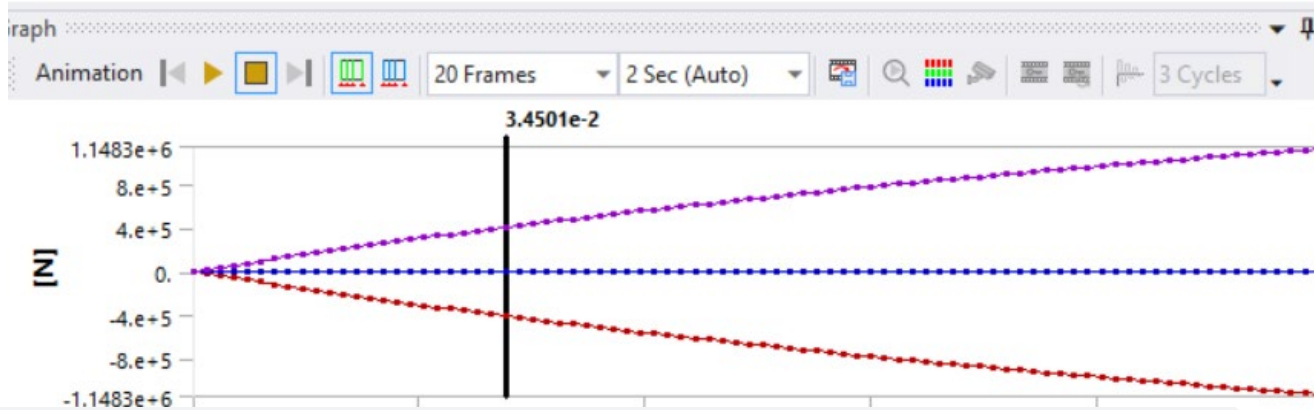 raph
Animation 20 Frames 2 Sec (Auto) 3 Cycles
3.4501e-2
1.1483e+6
8.e+5
4.e+5
[N]
0.
-4.e+5
-8.e+5
-1.1483e+6